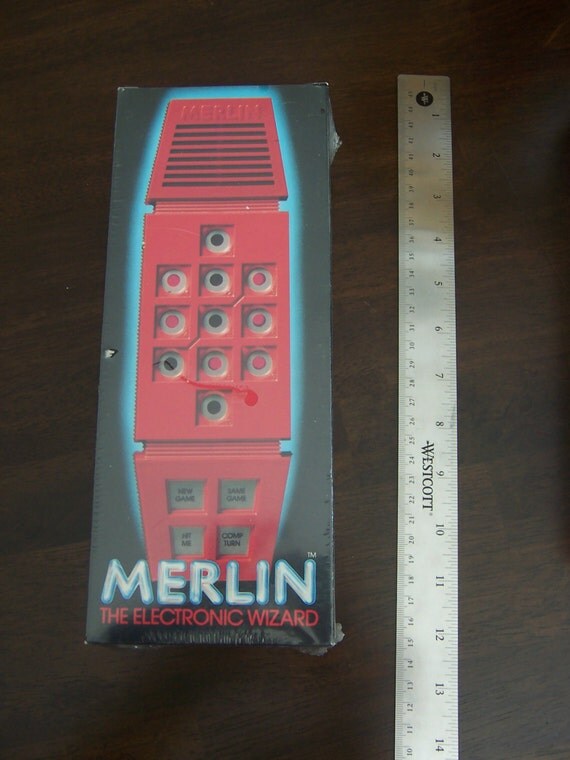 MERLIN
NEW GAME
SAME GAME
HIT ME
COMP TURN
MERLIN™
THE ELECTRONIC WIZARD
1
2
3
4
5
6
7
8
9
10
11
12
13
14
WESTCOTT